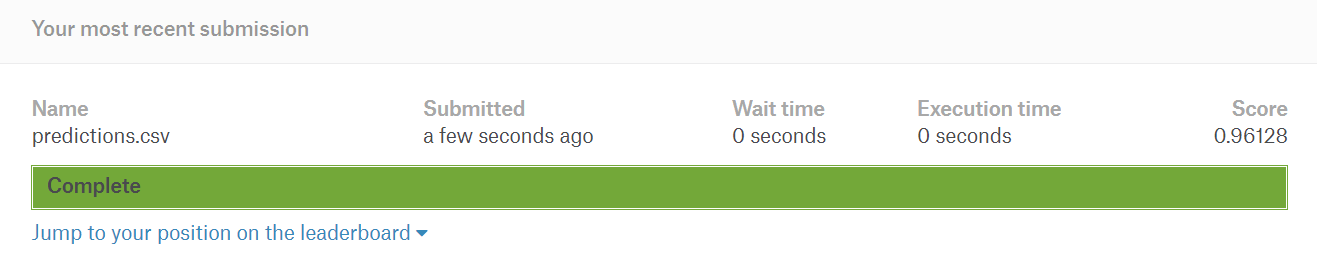 Your most recent submission
Name Submitted Wait time Execution time Score
predictions.csv a few seconds ago 0 seconds 0 seconds 0.96128
Complete
Jump to your position on the leaderboard